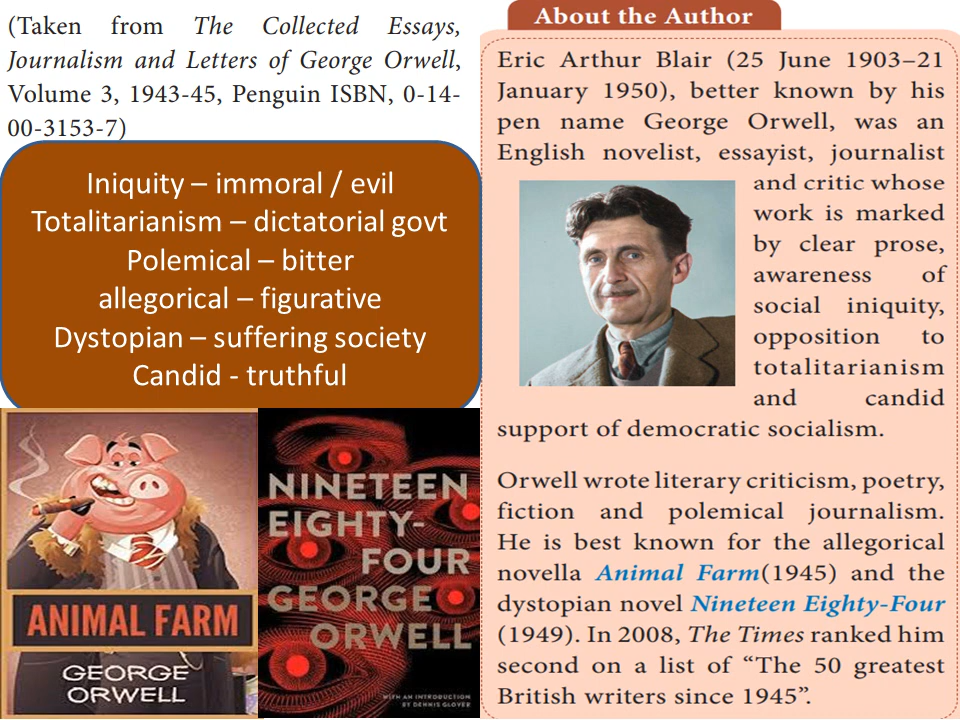 (Taken from The Collected Essays,
Journalism and Letters of George Orwell,
Volume 3, 1943-45, Penguin ISBN, 0-14-
00-3153-7)
Iniquity – immoral / evil
Totalitarianism – dictatorial govt
Polemical – bitter
allegorical – figurative
Dystopian – suffering society
Candid - truthful
ANIMAL FARM
GEORGE
ORWELL
NINETEEN
EIGHTY-
FOUR
GEORGE
ORWELL
WITH AN INTRODUCTION
BY DENNIS GLOVER
About the Author
Eric Arthur Blair (25 June 1903–21
January 1950), better known by his
pen name George Orwell, was an
English novelist, essayist, journalist
and critic whose
work is marked
by clear prose,
awareness of
social iniquity,
opposition to
totalitarianism
and candid
support of democratic socialism.
Orwell wrote literary criticism, poetry,
fiction and polemical journalism.
He is best known for the allegorical
novella Animal Farm(1945) and the
dystopian novel Nineteen Eighty-Four
(1949). In 2008, The Times ranked him
second on a list of “The 50 greatest
British writers since 1945”.